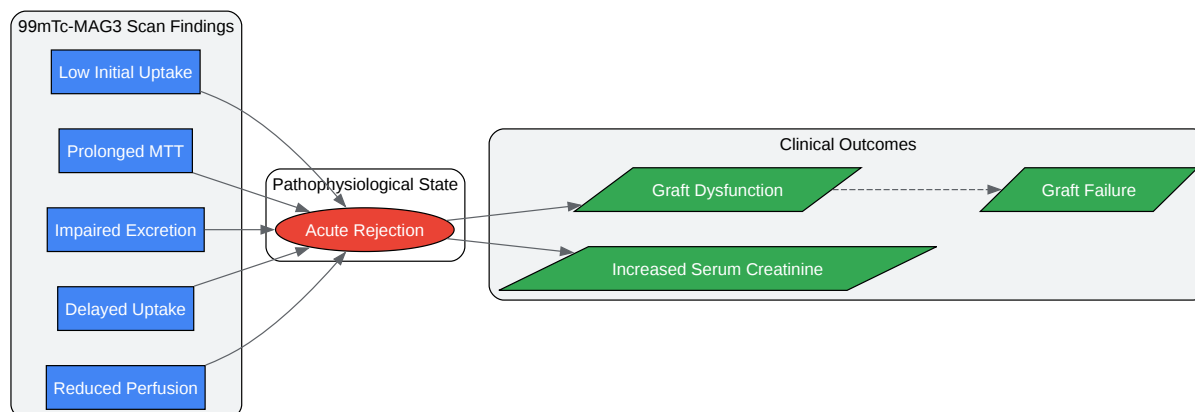 99mTc-MAG3 Scan Findings
Low Initial Uptake
Prolonged MTT
Impaired Excretion
Delayed Uptake
Reduced Perfusion
Pathophysiological State
Acute Rejection
Clinical Outcomes
Graft Dysfunction
Graft Failure
Increased Serum Creatinine